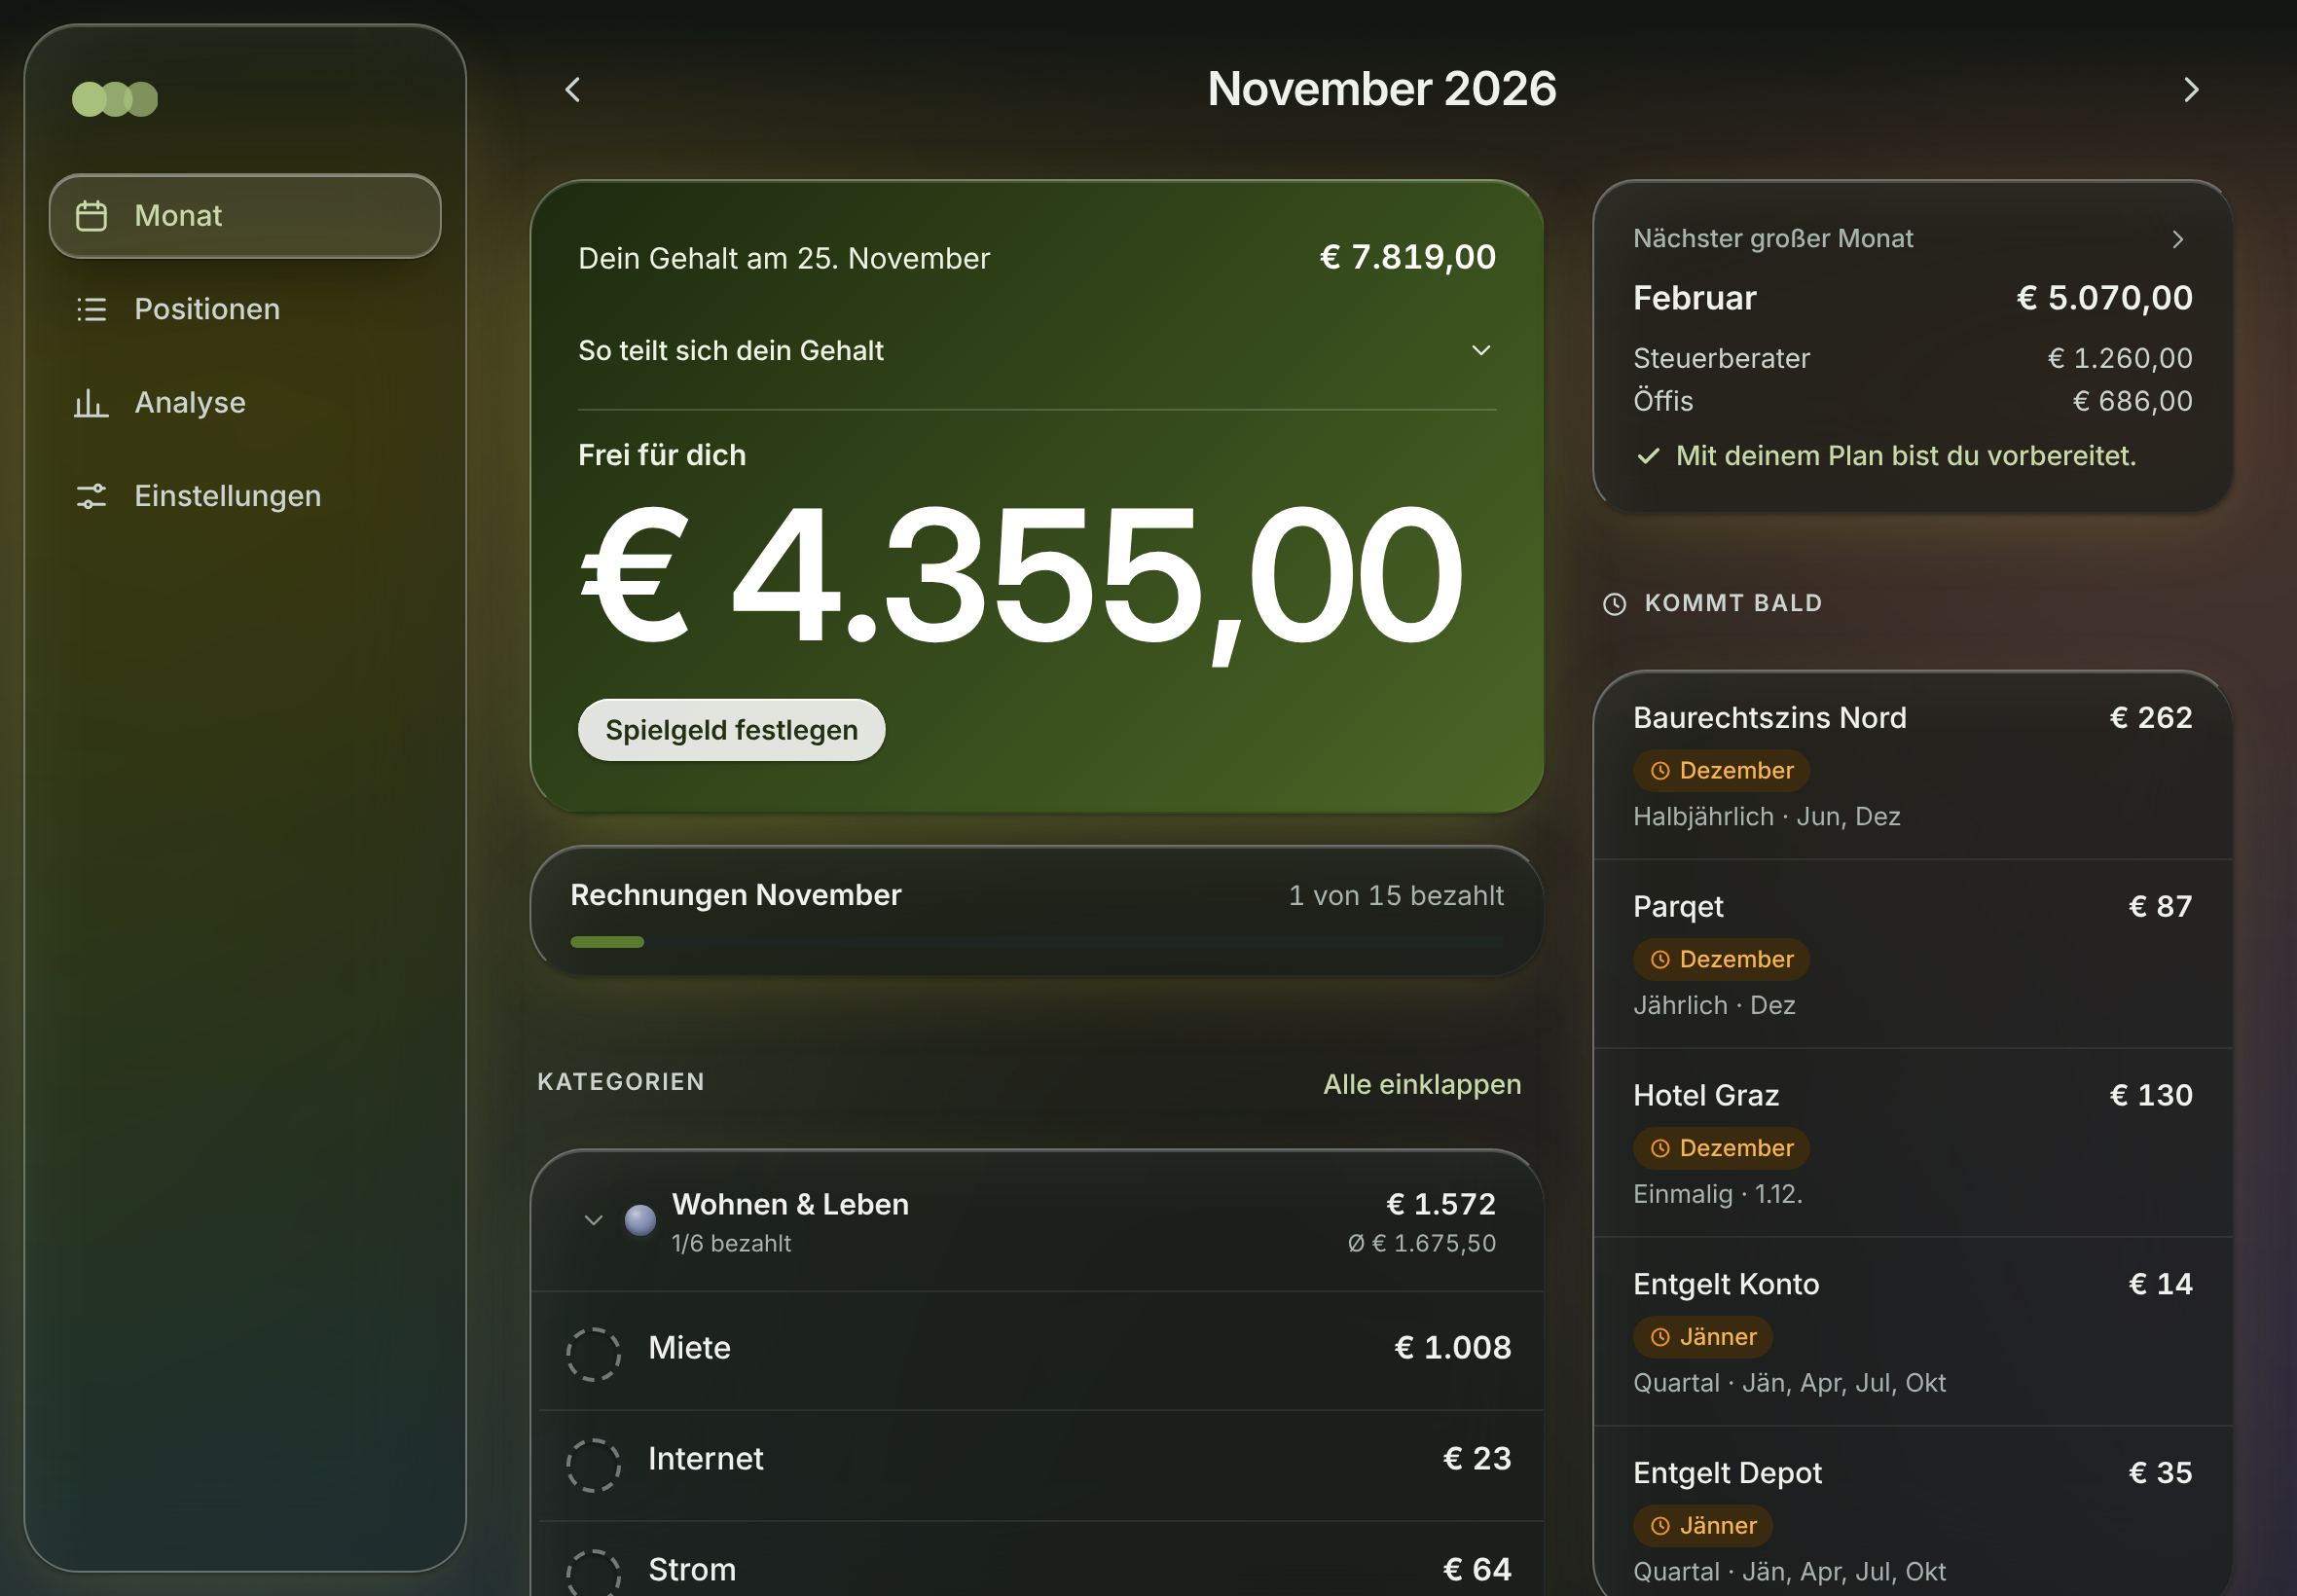 November 2026
Monat
Positionen
Analyse
Einstellungen
Dein Gehalt am 25. November € 7.819,00
So teilt sich dein Gehalt
Frei für dich
€ 4.355,00
Spielgeld festlegen
Rechnungen November 1 von 15 bezahlt
KATEGORIEN Alle einklappen
Wohnen & Leben € 1.572
1/6 bezahlt Ø € 1.675,50
Miete € 1.008
Internet € 23
Strom € 64
Nächster großer Monat
Februar € 5.070,00
Steuerberater € 1.260,00
Öffis € 686,00
Mit deinem Plan bist du vorbereitet.
KOMMT BALD
Baurechtszins Nord € 262
Dezember
Halbjährlich · Jun, Dez
Parqet € 87
Dezember
Jährlich · Dez
Hotel Graz € 130
Dezember
Einmalig · 1.12.
Entgelt Konto € 14
Jänner
Quartal · Jän, Apr, Jul, Okt
Entgelt Depot € 35
Jänner
Quartal · Jän, Apr, Jul, Okt